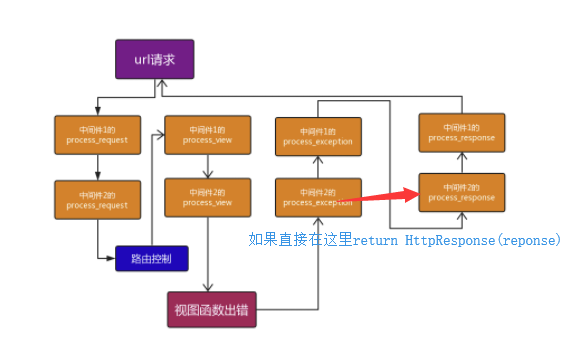 url请求
中间件1的
process_request
中间件2的
process_request
路由控制
中间件1的
process_view
中间件2的
process_view
视图函数出错
中间件1的
process_exception
中间件2的
process_exception
中间件1的
process_response
中间件2的
process_response
如果直接在这里return HttpResponse(reponse)